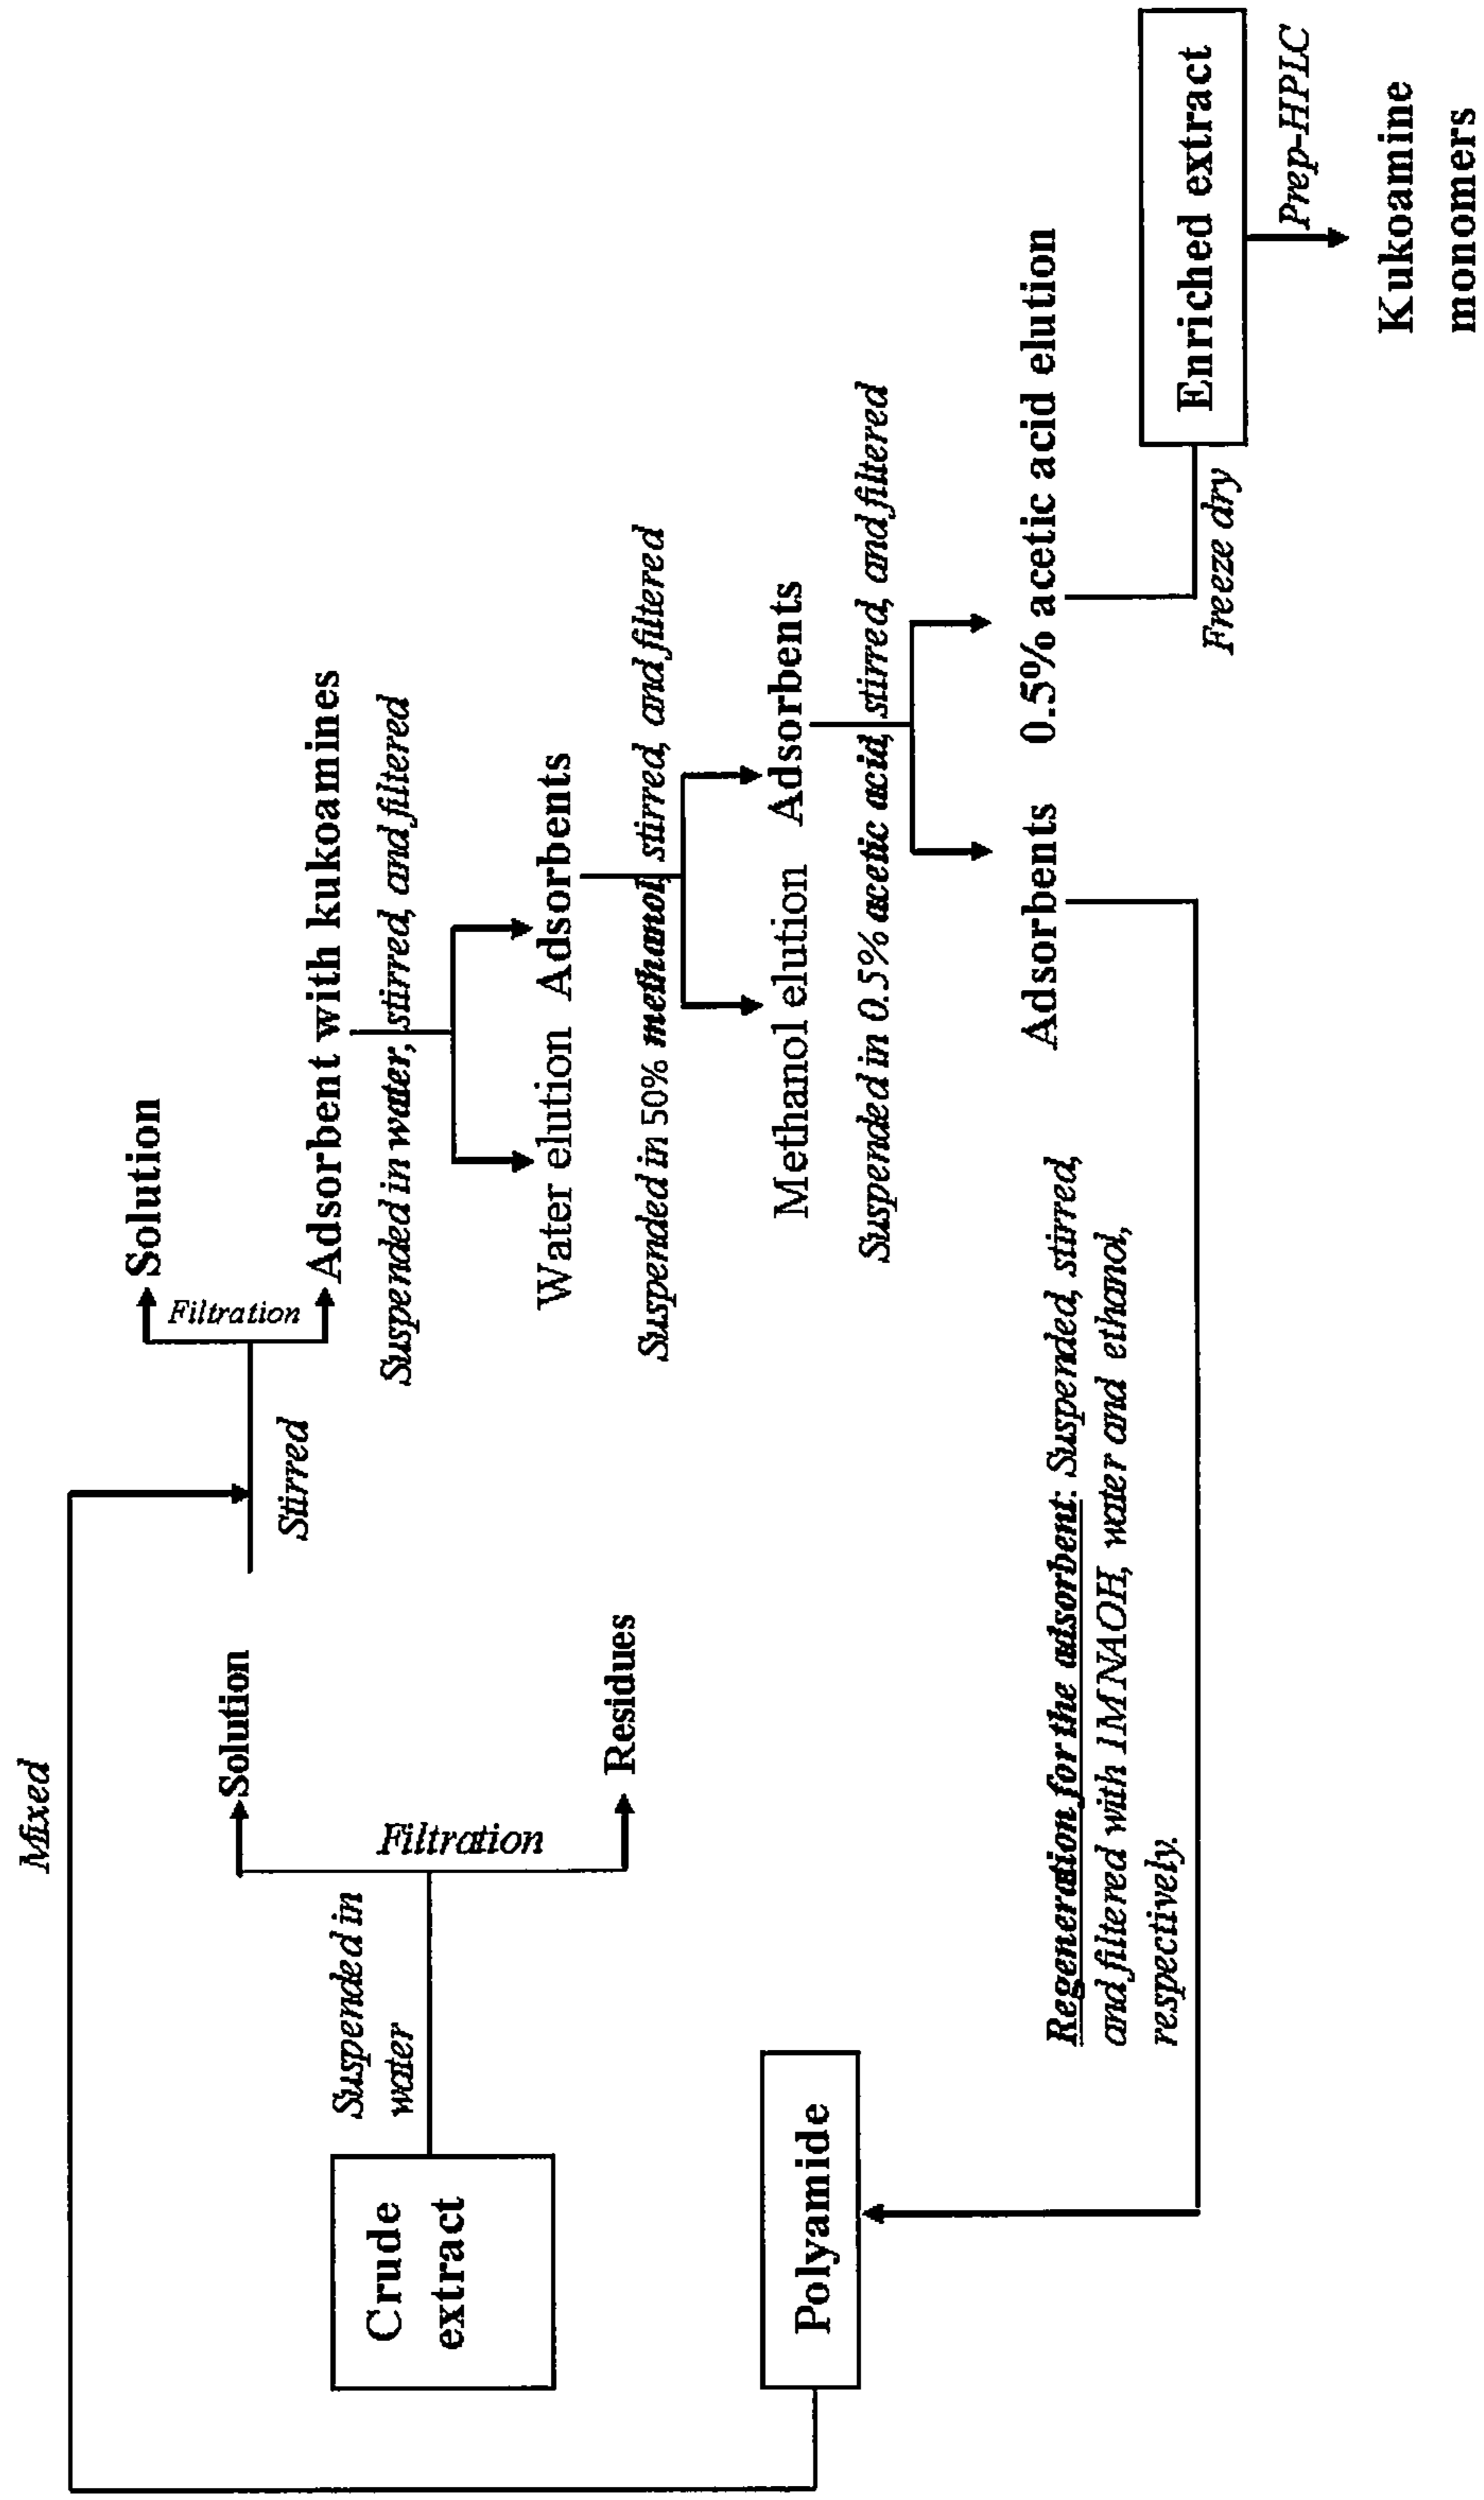 Mixed
Crude
extract
Suspended in
water
Filtration
Solution
Residues
Polyamide
Stirred
Filtration
Solution
Adsorbent with kukoamines
Suspended in water, stirred, and filtered
Water elution Adsorbents
Suspended in 50% methanol, stirred, and filtered
Methanol elution Adsorbents
Suspended in 0.5% acetic acid, stirred, and filtered
Adsorbents 0.5% acetic acid elution
Regeneration for the adsorbent: Suspended, stirred,
and filtered with 1MNAOH, water and ethanol,
respectively.
Freeze dry
Enriched extract
Prep-HPLC
Kukoamine
monomers